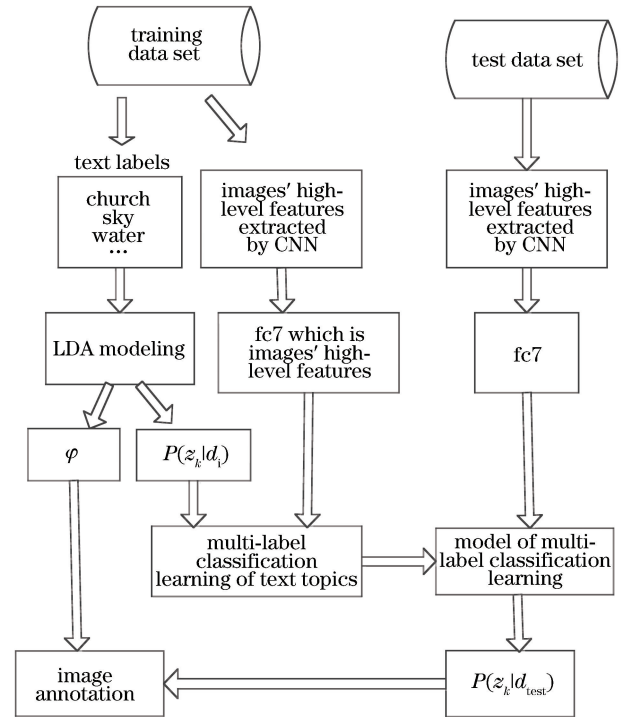 training
data set
test data set
text labels
church
sky
water
...
images' high-
level features
extracted
by CNN
images' high-
level features
extracted
by CNN
LDA modeling
fc7 which is
images' high-
level features
fc7
φ
P(z_k|d_i)
multi-label
classification
learning of text topics
model of multi-
label classification
learning
image
annotation
P(z_k|d_test)